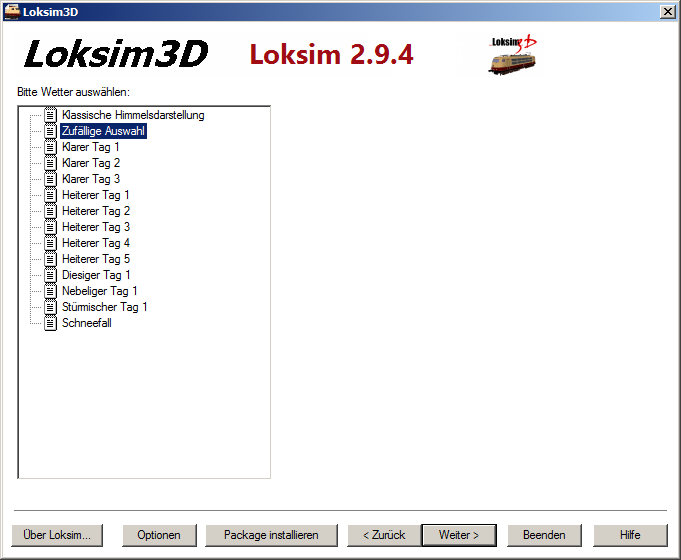 Loksim3D
Loksim3D
Loksim 2.9.4
Loksim3D
Bitte Wetter auswählen:
Klassische Himmelsdarstellung
Zufällige Auswahl
Klarer Tag 1
Klarer Tag 2
Klarer Tag 3
Heiterer Tag 1
Heiterer Tag 2
Heiterer Tag 3
Heiterer Tag 4
Heiterer Tag 5
Diesiger Tag 1
Nebeliger Tag 1
Stürmischer Tag 1
Schneefall
Über Loksim... Optionen Package installieren < Zurück Weiter > Beenden Hilfe